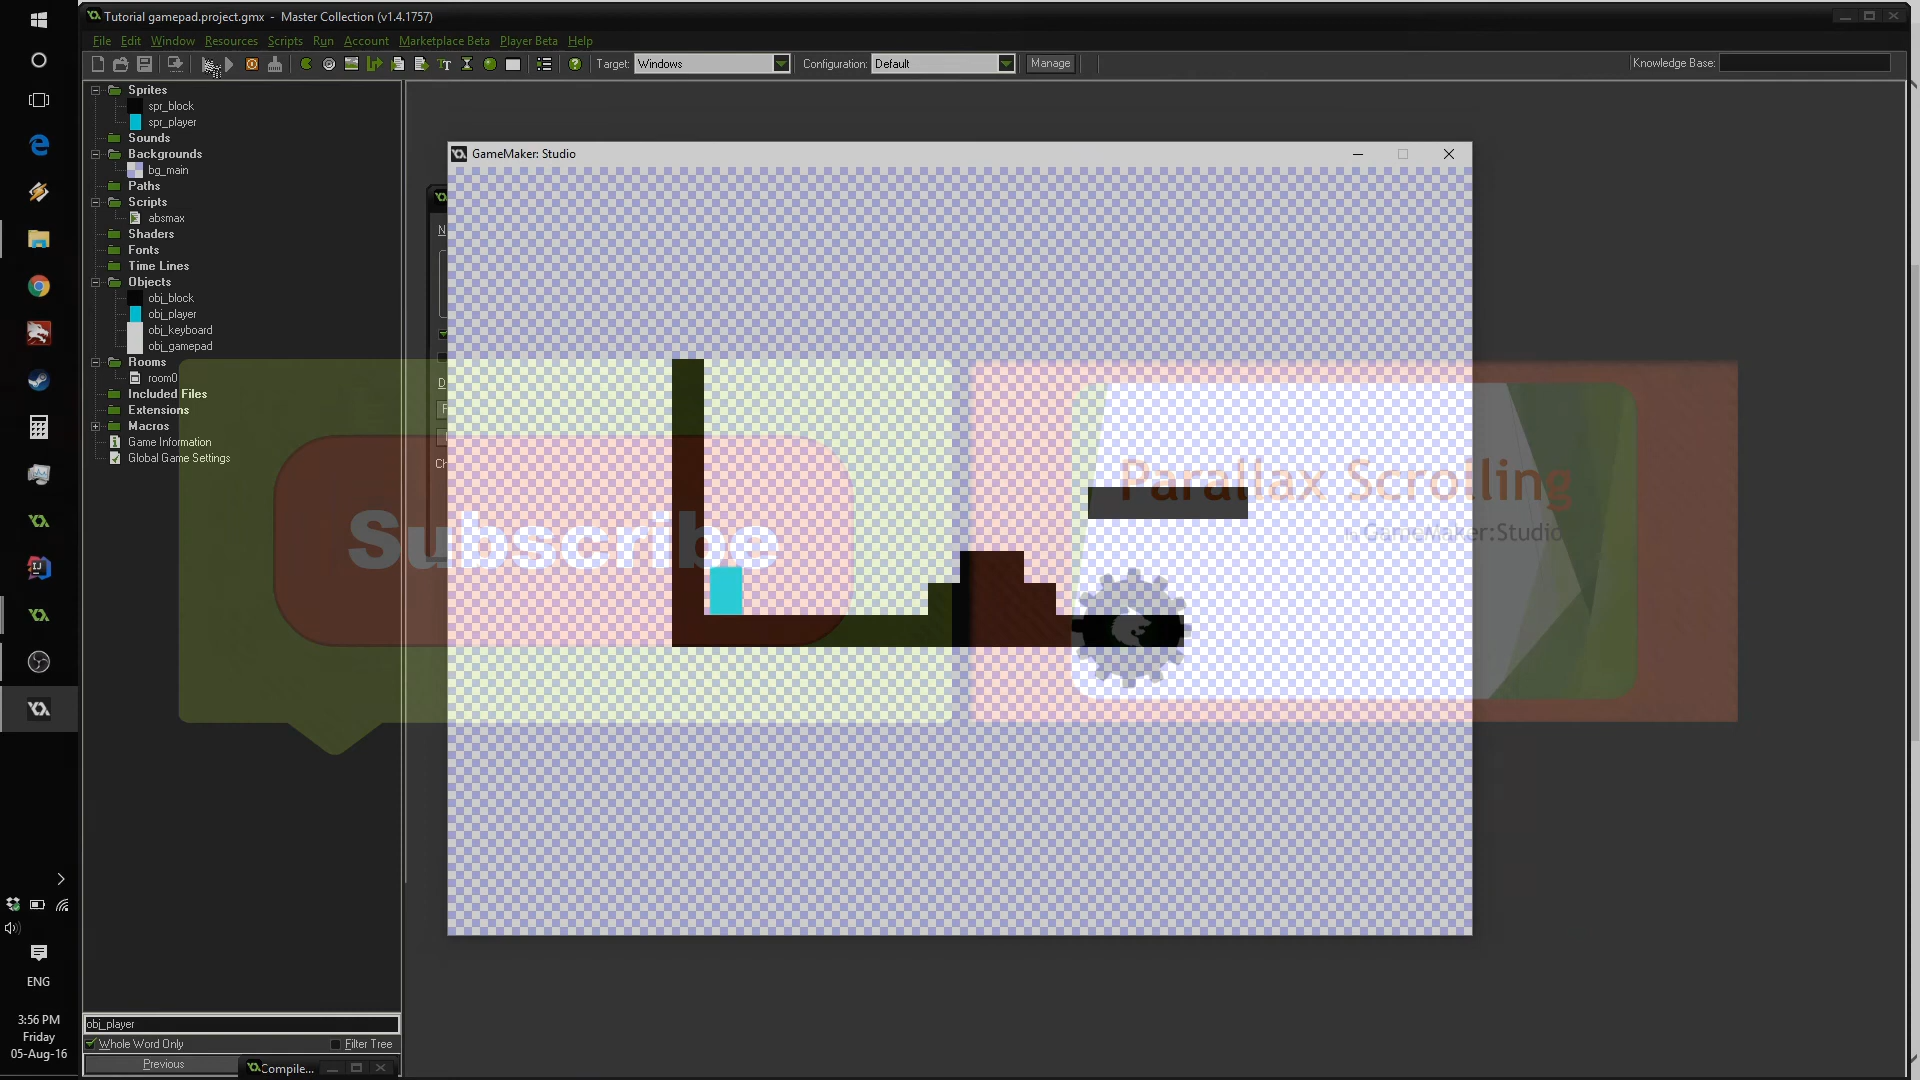 Tutorial gamepad.project.gmx - Master Collection (v1.4.1757)
File Edit Window Resources Scripts Run Account Marketplace Beta Player Beta Help
Target: Windows Configuration: Default Manage Knowledge Base:
Sprites
spr_block
spr_player
Sounds
Backgrounds
bg_main
Paths
Scripts
absmax
Shaders
Fonts
Time Lines
Objects
obj_block
obj_player
obj_keyboard
obj_gamepad
Rooms
room0
Included Files
Extensions
Macros
Game Information
Global Game Settings
GameMaker: Studio
N
D
Ch
Subscribe
Parallax Scrolling
in GameMaker:Studio
ENG
3:56 PM
Friday
05-Aug-16
obj_player
Whole Word Only Filter Tree
Previous
Compile...